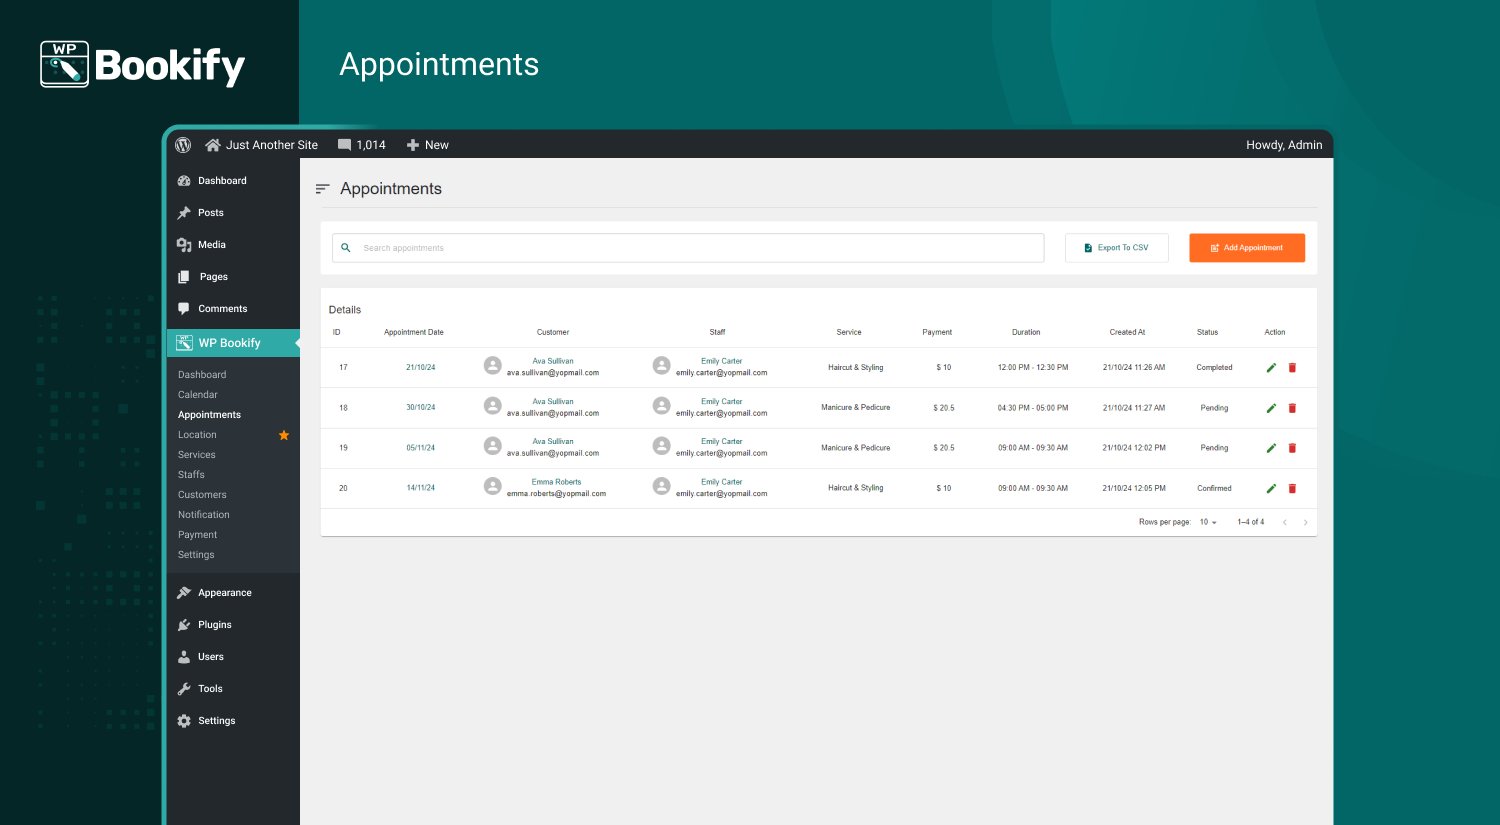 WP
Bookify
Appointments
Just Another Site 1,014 New Howdy, Admin
Dashboard
Posts
Media
Pages
Comments
WP Bookify
Dashboard
Calendar
Appointments
Location
Services
Staffs
Customers
Notification
Payment
Settings
Appearance
Plugins
Users
Tools
Settings
Appointments
Search appointments Export To CSV Add Appointment
Details
ID Appointment Date Customer Staff Service Payment Duration Created At Status Action
17 21/10/24 Ava Sullivan ava.sullivan@yopmail.com Emily Carter emily.carter@yopmail.com Haircut & Styling $ 10 12:00 PM - 12:30 PM 21/10/24 11:26 AM Completed
18 30/10/24 Ava Sullivan ava.sullivan@yopmail.com Emily Carter emily.carter@yopmail.com Manicure & Pedicure $ 20.5 04:30 PM - 05:00 PM 21/10/24 11:27 AM Pending
19 05/11/24 Ava Sullivan ava.sullivan@yopmail.com Emily Carter emily.carter@yopmail.com Manicure & Pedicure $ 20.5 09:00 AM - 09:30 AM 21/10/24 12:02 PM Pending
20 14/11/24 Emma Roberts emma.roberts@yopmail.com Emily Carter emily.carter@yopmail.com Haircut & Styling $ 10 09:00 AM - 09:30 AM 21/10/24 12:05 PM Confirmed
Rows per page: 10 1–4 of 4